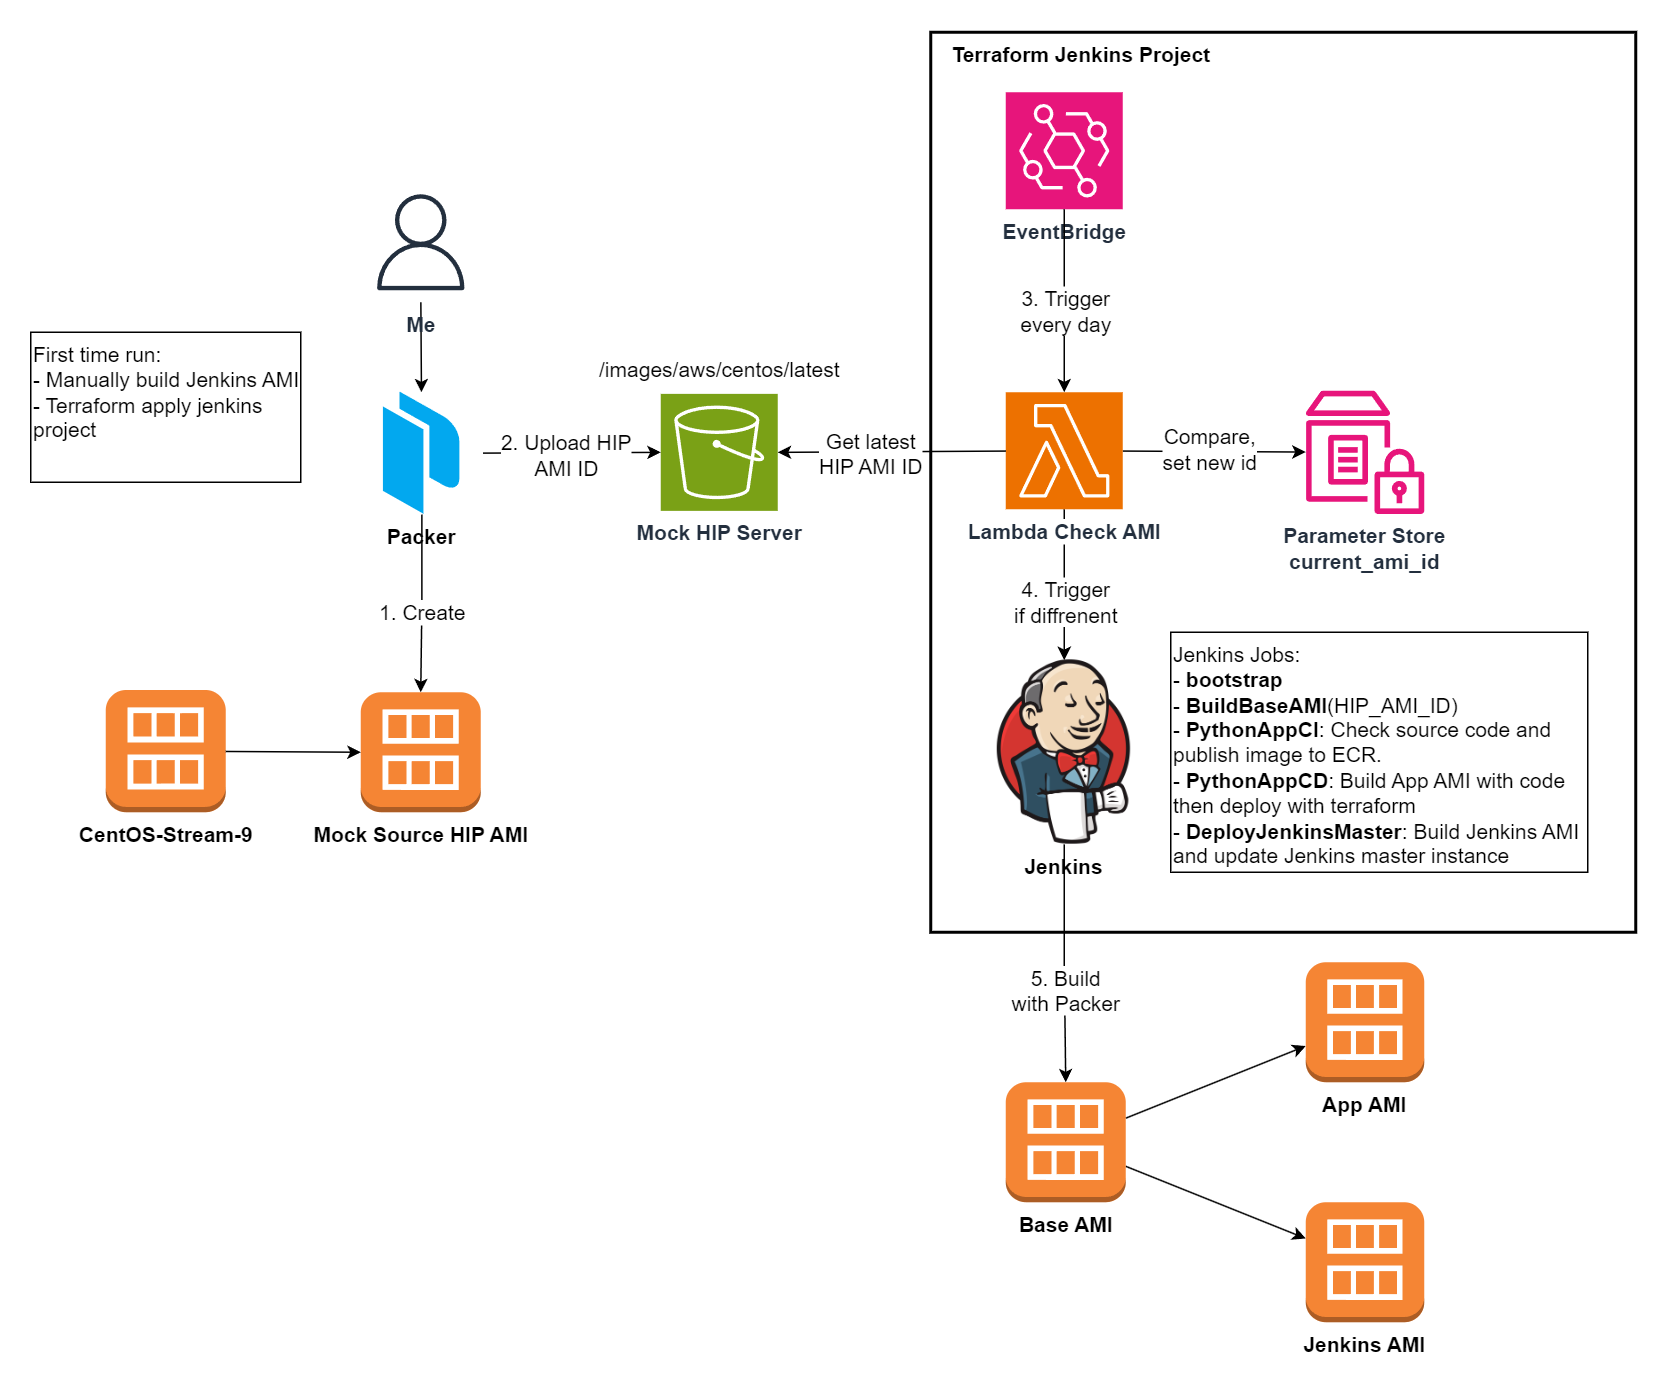 Terraform Jenkins Project
EventBridge
3. Trigger
every day
Me
First time run:
- Manually build Jenkins AMI
- Terraform apply jenkins
project
/images/aws/centos/latest
2. Upload HIP
AMI ID
Get latest
HIP AMI ID
Compare,
set new id
Packer
Mock HIP Server
Lambda Check AMI
Parameter Store
current_ami_id
1. Create
4. Trigger
if diffrenent
Jenkins Jobs:
- bootstrap
- BuildBaseAMI(HIP_AMI_ID)
- PythonAppCI: Check source code and
publish image to ECR.
- PythonAppCD: Build App AMI with code
then deploy with terraform
- DeployJenkinsMaster: Build Jenkins AMI
and update Jenkins master instance
CentOS-Stream-9
Mock Source HIP AMI
Jenkins
5. Build
with Packer
App AMI
Base AMI
Jenkins AMI